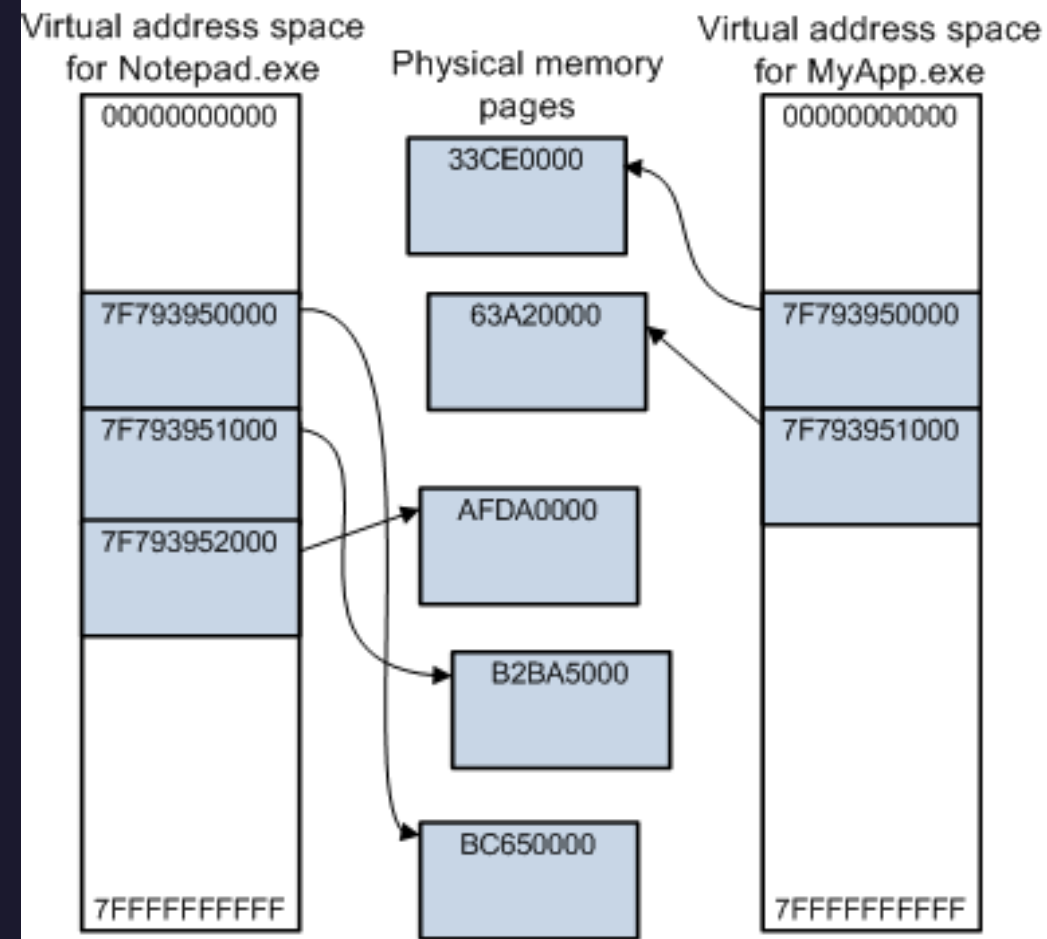 Virtual address space
for Notepad.exe
00000000000
7F793950000
7F793951000
7F793952000
7FFFFFFFFFF
Physical memory
pages
33CE0000
63A20000
AFDA0000
B2BA5000
BC650000
Virtual address space
for MyApp.exe
00000000000
7F793950000
7F793951000
7FFFFFFFFFF